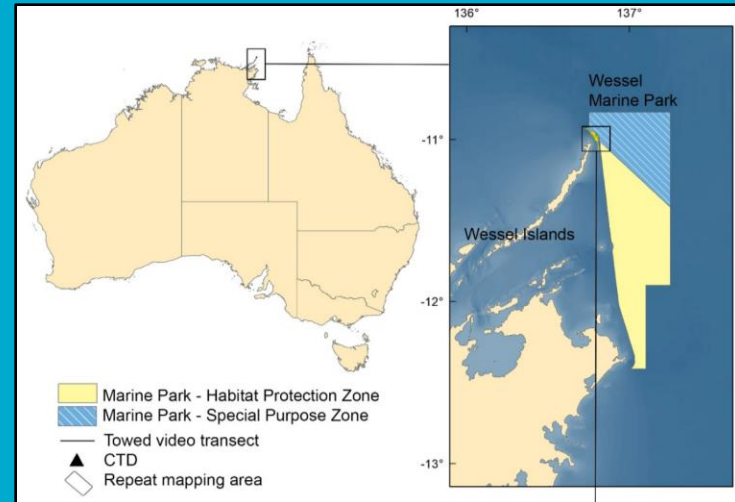 136°
137°
Wessel
Marine Park
-11°
Wessel Islands
-12°
-13°
Marine Park - Habitat Protection Zone
Marine Park - Special Purpose Zone
Towed video transect
CTD
Repeat mapping area